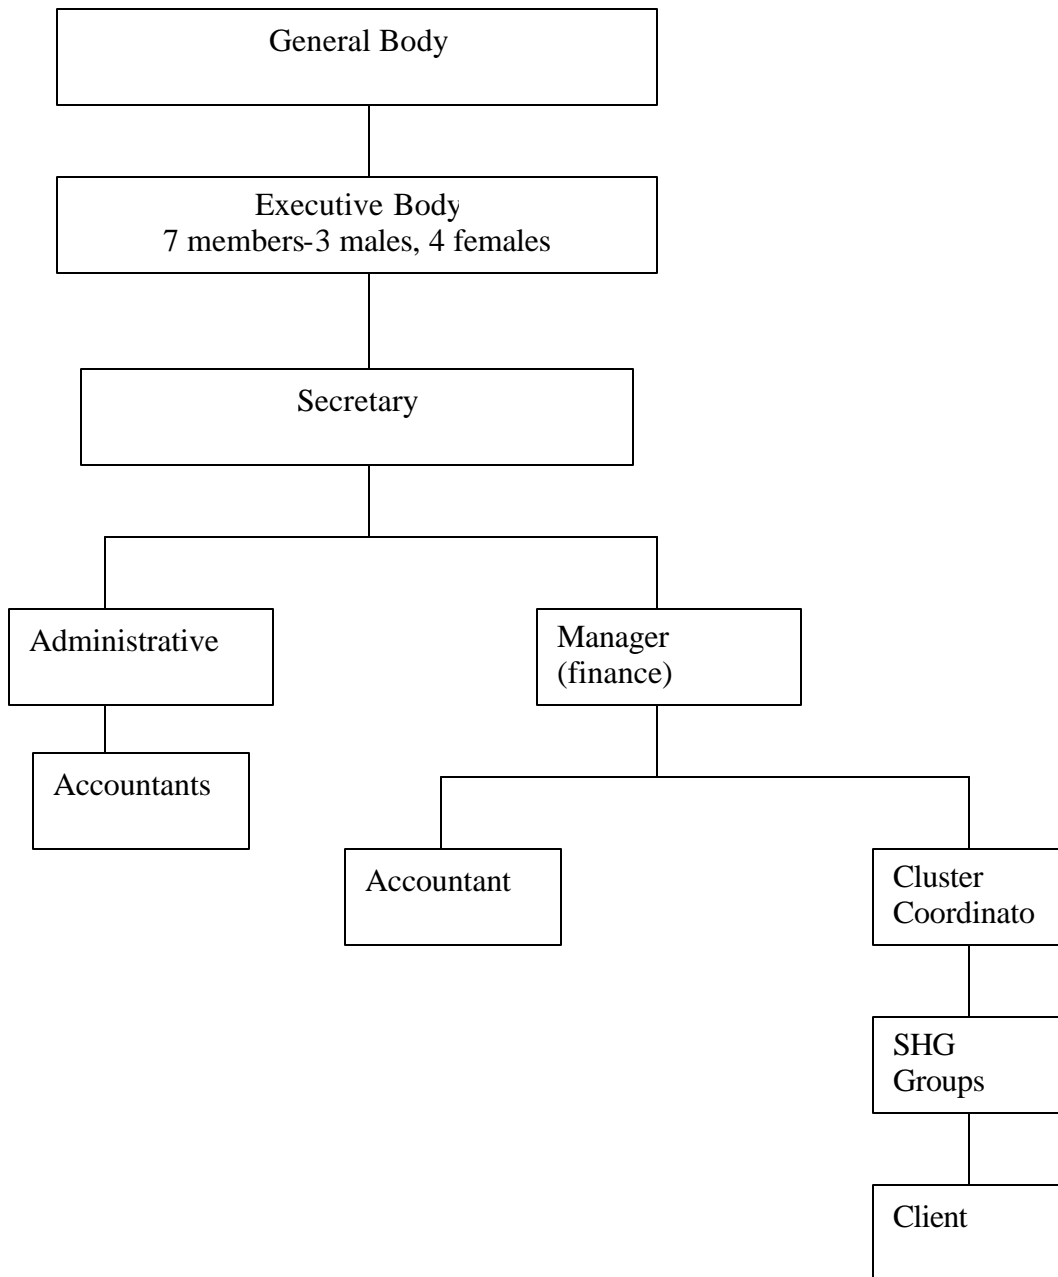 General Body
Executive Body
7 members-3 males, 4 females
Secretary
Administrative
Manager
(finance)
Accountants
Accountant
Cluster
Coordinato
SHG
Groups
Client